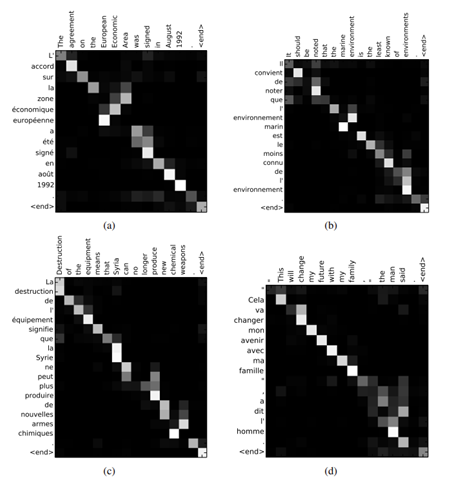 The agreement on the European Economic Area was signed in August 1992 . <end>
L'
accord
sur
la
zone
économique
européenne
a
été
signé
en
août
1992
.
<end>
(a)
It should be noted that the marine environment is the least known of environments . <end>
Il
convient
de
noter
que
l'
environnement
marin
est
le
moins
connu
de
l'
environnement
.
<end>
(b)
Destruction of the equipment means that Syria can no longer produce new chemical weapons . <end>
La
destruction
de
l'
équipement
signifie
que
la
Syrie
ne
peut
plus
produire
de
nouvelles
armes
chimiques
.
<end>
(c)
" This will change my future with my family , " the man said . <end>
"
Cela
va
changer
mon
avenir
avec
ma
famille
"
,
a
dit
l'
homme
.
<end>
(d)